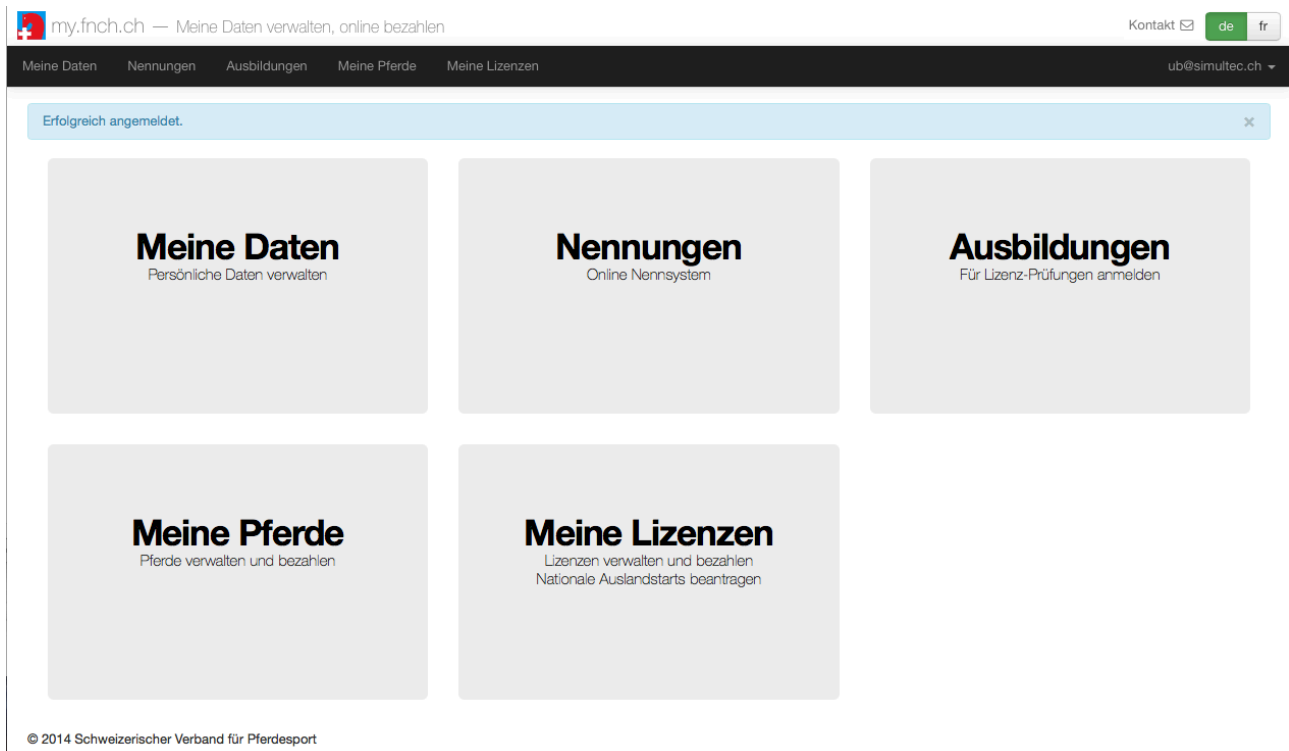 my.fnch.ch — Meine Daten verwalten, online bezahlen
Kontakt
de
fr
Meine Daten
Nennungen
Ausbildungen
Meine Pferde
Meine Lizenzen
ub@simultec.ch
Erfolgreich angemeldet.
×
Meine Daten
Persönliche Daten verwalten
Nennungen
Online Nennsystem
Ausbildungen
Für Lizenz-Prüfungen anmelden
Meine Pferde
Pferde verwalten und bezahlen
Meine Lizenzen
Lizenzen verwalten und bezahlen
Nationale Auslandstarts beantragen
© 2014 Schweizerischer Verband für Pferdesport